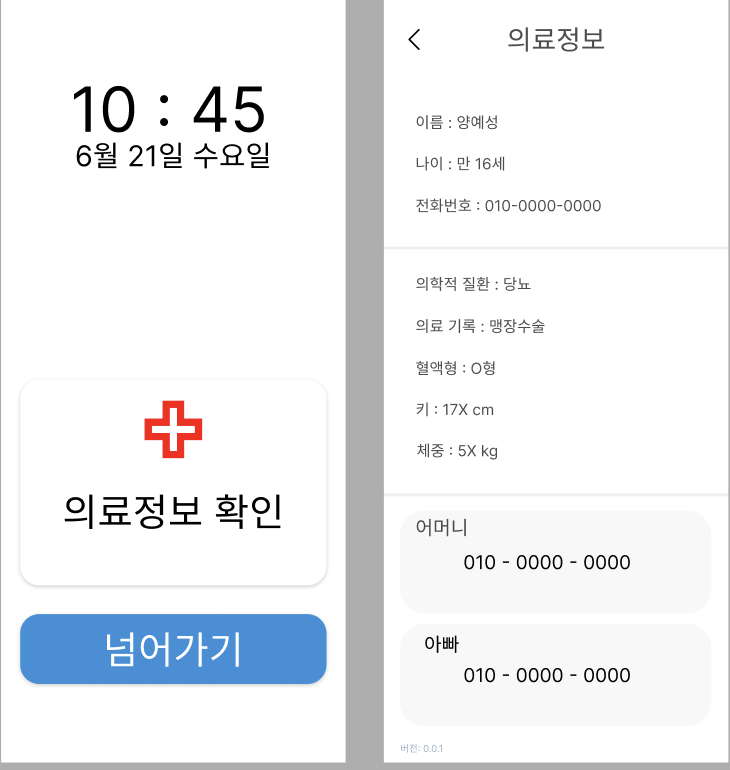 10 : 45
6월 21일 수요일
의료정보 확인
넘어가기
의료정보
이름 : 양예성
나이 : 만 16세
전화번호 : 010-0000-0000
의학적 질환 : 당뇨
의료 기록 : 맹장수술
혈액형 : O형
키 : 17X cm
체중 : 5X kg
어머니
010 - 0000 - 0000
아빠
010 - 0000 - 0000
버전: 0.0.1